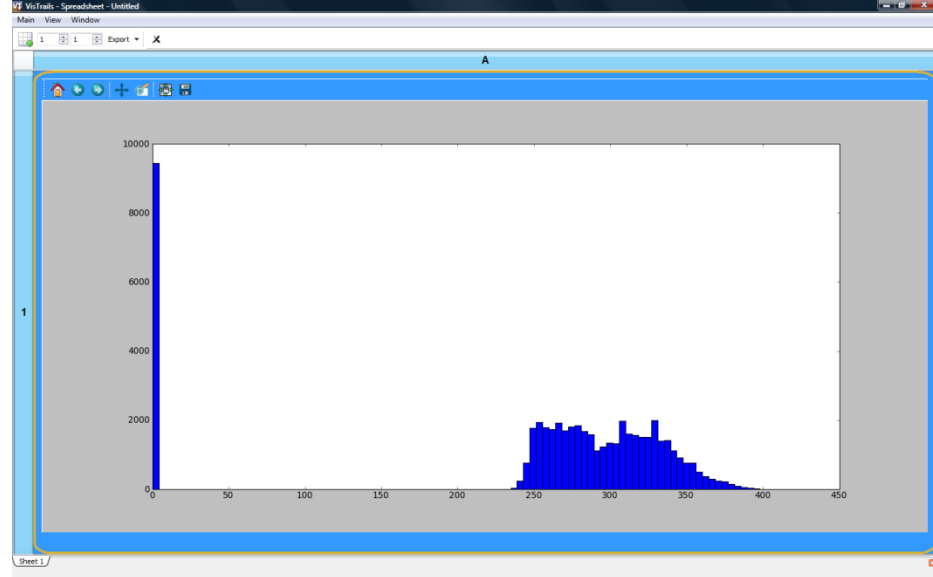 VisTrails - Spreadsheet - Untitled
Main View Window
1 1 Export
A
1
10000
8000
6000
4000
2000
0
0 50 100 150 200 250 300 350 400 450
Sheet 1